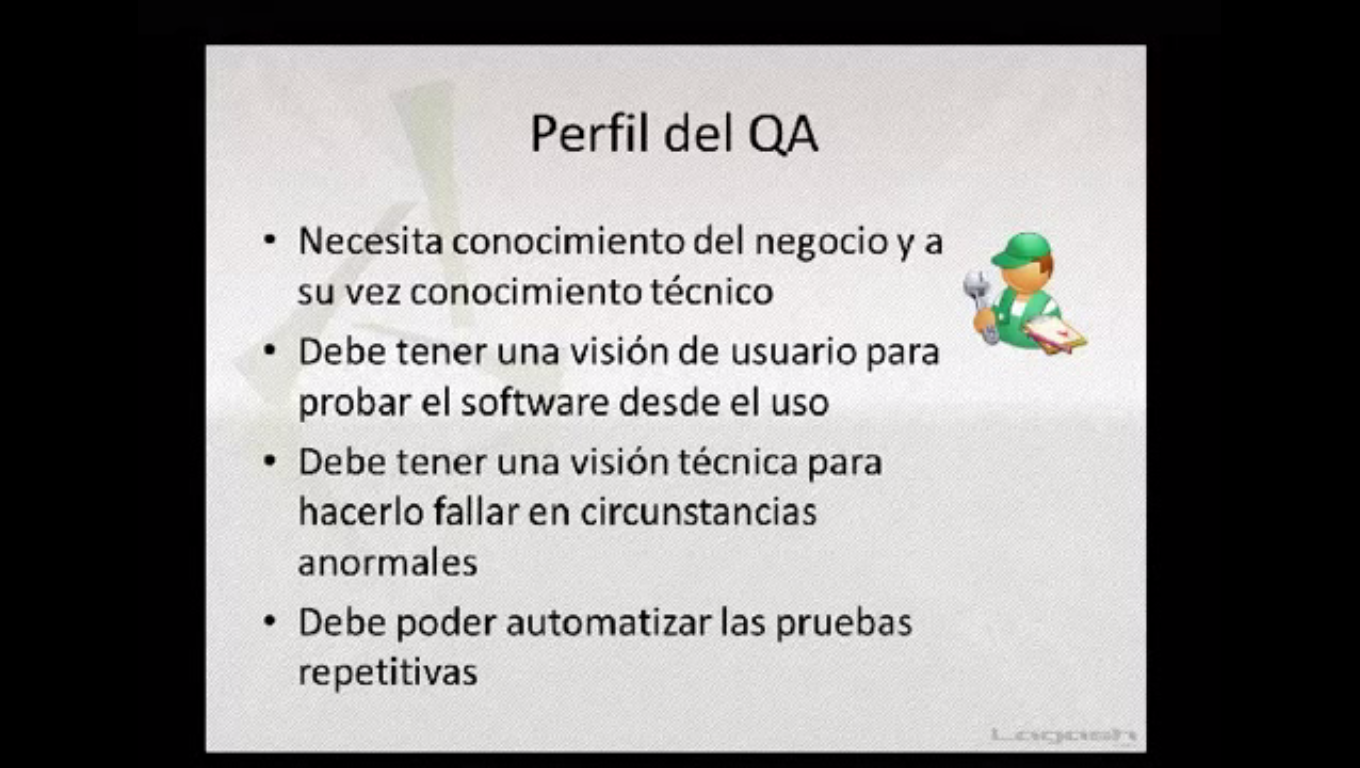 Perfil del QA
• Necesita conocimiento del negocio y a
su vez conocimiento técnico
• Debe tener una visión de usuario para
probar el software desde el uso
• Debe tener una visión técnica para
hacerlo fallar en circunstancias
anormales
• Debe poder automatizar las pruebas
repetitivas
Lagash